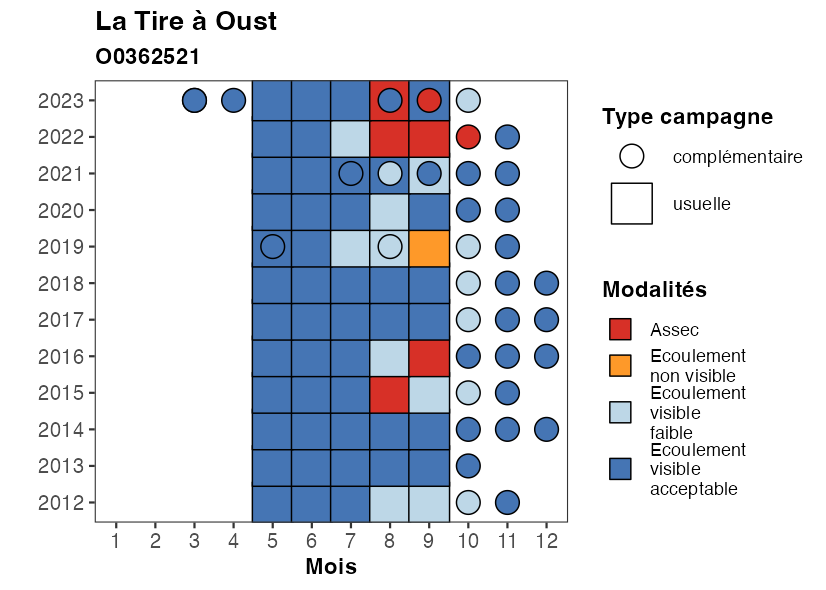 La Tire à Oust
O0362521
2023
2022
2021
2020
2019
2018
2017
2016
2015
2014
2013
2012
1 2 3 4 5 6 7 8 9 10 11 12
Mois
Type campagne
complémentaire
usuelle
Modalités
Assec
Ecoulement
non visible
Ecoulement
visible
faible
Ecoulement
visible
acceptable